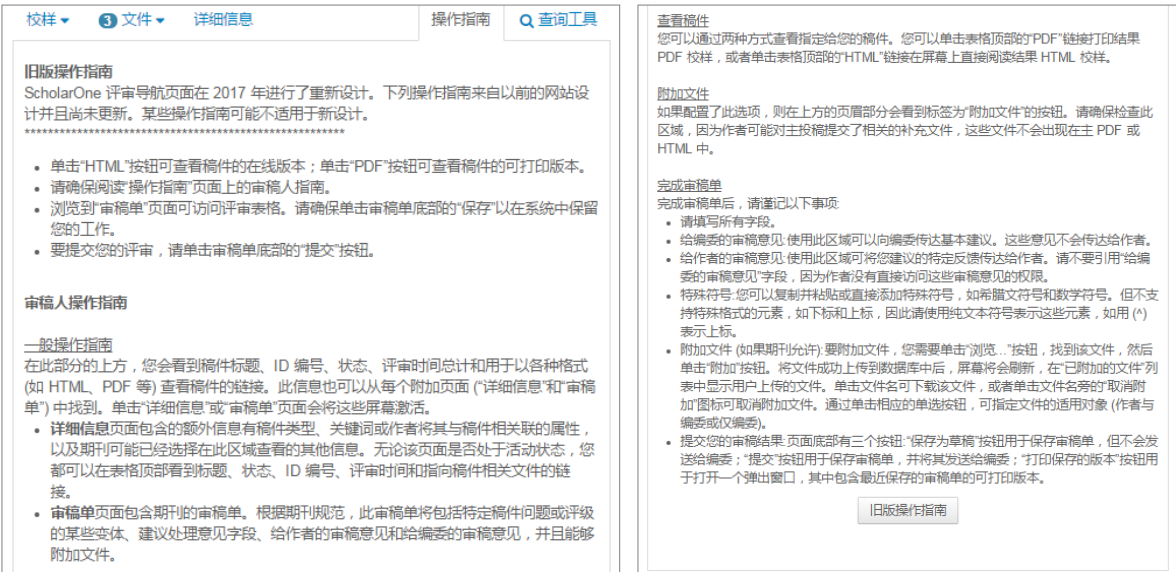 校样 3 文件 详细信息 操作指南 查询工具
旧版操作指南
ScholarOne 评审导航页面在 2017 年进行了重新设计。下列操作指南来自以前的网站设
计并且尚未更新。某些操作指南可能不适用于新设计。
******************************************************
• 单击“HTML”按钮可查看稿件的在线版本；单击“PDF”按钮可查看稿件的可打印版本。
• 请确保阅读“操作指南”页面上的审稿人指南。
• 浏览到“审稿单”页面可访问评审表格。请确保单击审稿单底部的“保存”以在系统中保留
您的工作。
• 要提交您的评审，请单击审稿单底部的“提交”按钮。
审稿人操作指南
一般操作指南
在此部分的上方，您会看到稿件标题、ID 编号、状态、评审时间总计和用于以各种格式
(如 HTML、PDF 等) 查看稿件的链接。此信息也可以从每个附加页面 (“详细信息”和“审稿
单”) 中找到。单击“详细信息”或“审稿单”页面会将这些屏幕激活。
• 详细信息页面包含的额外信息有稿件类型、关键词或作者将其与稿件相关联的属性，
以及期刊可能已经选择在此区域查看的其他信息。无论该页面是否处于活动状态，您
都可以在表格顶部看到标题、状态、ID 编号、评审时间和指向稿件相关文件的链
接。
• 审稿单页面包含期刊的审稿单。根据期刊规范，此审稿单将包括特定稿件问题或评级
的某些变体、建议处理意见字段、给作者的审稿意见和给编委的审稿意见，并且能够
附加文件。
查看稿件
您可以通过两种方式查看指定给您的稿件。您可以单击表格顶部的“PDF”链接打印结果
PDF 校样，或者单击表格顶部的“HTML”链接在屏幕上直接阅读结果 HTML 校样。
附加文件
如果配置了此选项，则在上方的页眉部分会看到标签为“附加文件”的按钮。请确保检查此
区域，因为作者可能对主投稿提交了相关的补充文件，这些文件不会出现在主 PDF 或
HTML 中。
完成审稿单
完成审稿单后，请谨记以下事项:
• 请填写所有字段。
• 给编委的审稿意见:使用此区域可以向编委传达基本建议。这些意见不会传达给作者。
• 给作者的审稿意见:使用此区域可将您建议的特定反馈传达给作者。请不要引用“给编
委的审稿意见”字段，因为作者没有直接访问这些审稿意见的权限。
• 特殊符号:您可以复制并粘贴或直接添加特殊符号，如希腊文符号和数学符号。但不支
持特殊格式的元素，如下标和上标，因此请使用纯文本符号表示这些元素，如用 (^)
表示上标。
• 附加文件 (如果期刊允许):要附加文件，您需要单击“浏览...”按钮，找到该文件，然后
单击“附加”按钮。将文件成功上传到数据库中后，屏幕将会刷新，在“已附加的文件”列
表中显示用户上传的文件。单击文件名可下载该文件，或者单击文件名旁的“取消附
加”图标可取消附加文件。通过单击相应的单选按钮，可指定文件的适用对象 (作者与
编委或仅编委)。
• 提交您的审稿结果:页面底部有三个按钮:“保存为草稿”按钮用于保存审稿单，但不会发
送给编委；“提交”按钮用于保存审稿单，并将其发送给编委；“打印保存的版本”按钮用
于打开一个弹出窗口，其中包含最近保存的审稿单的可打印版本。
旧版操作指南